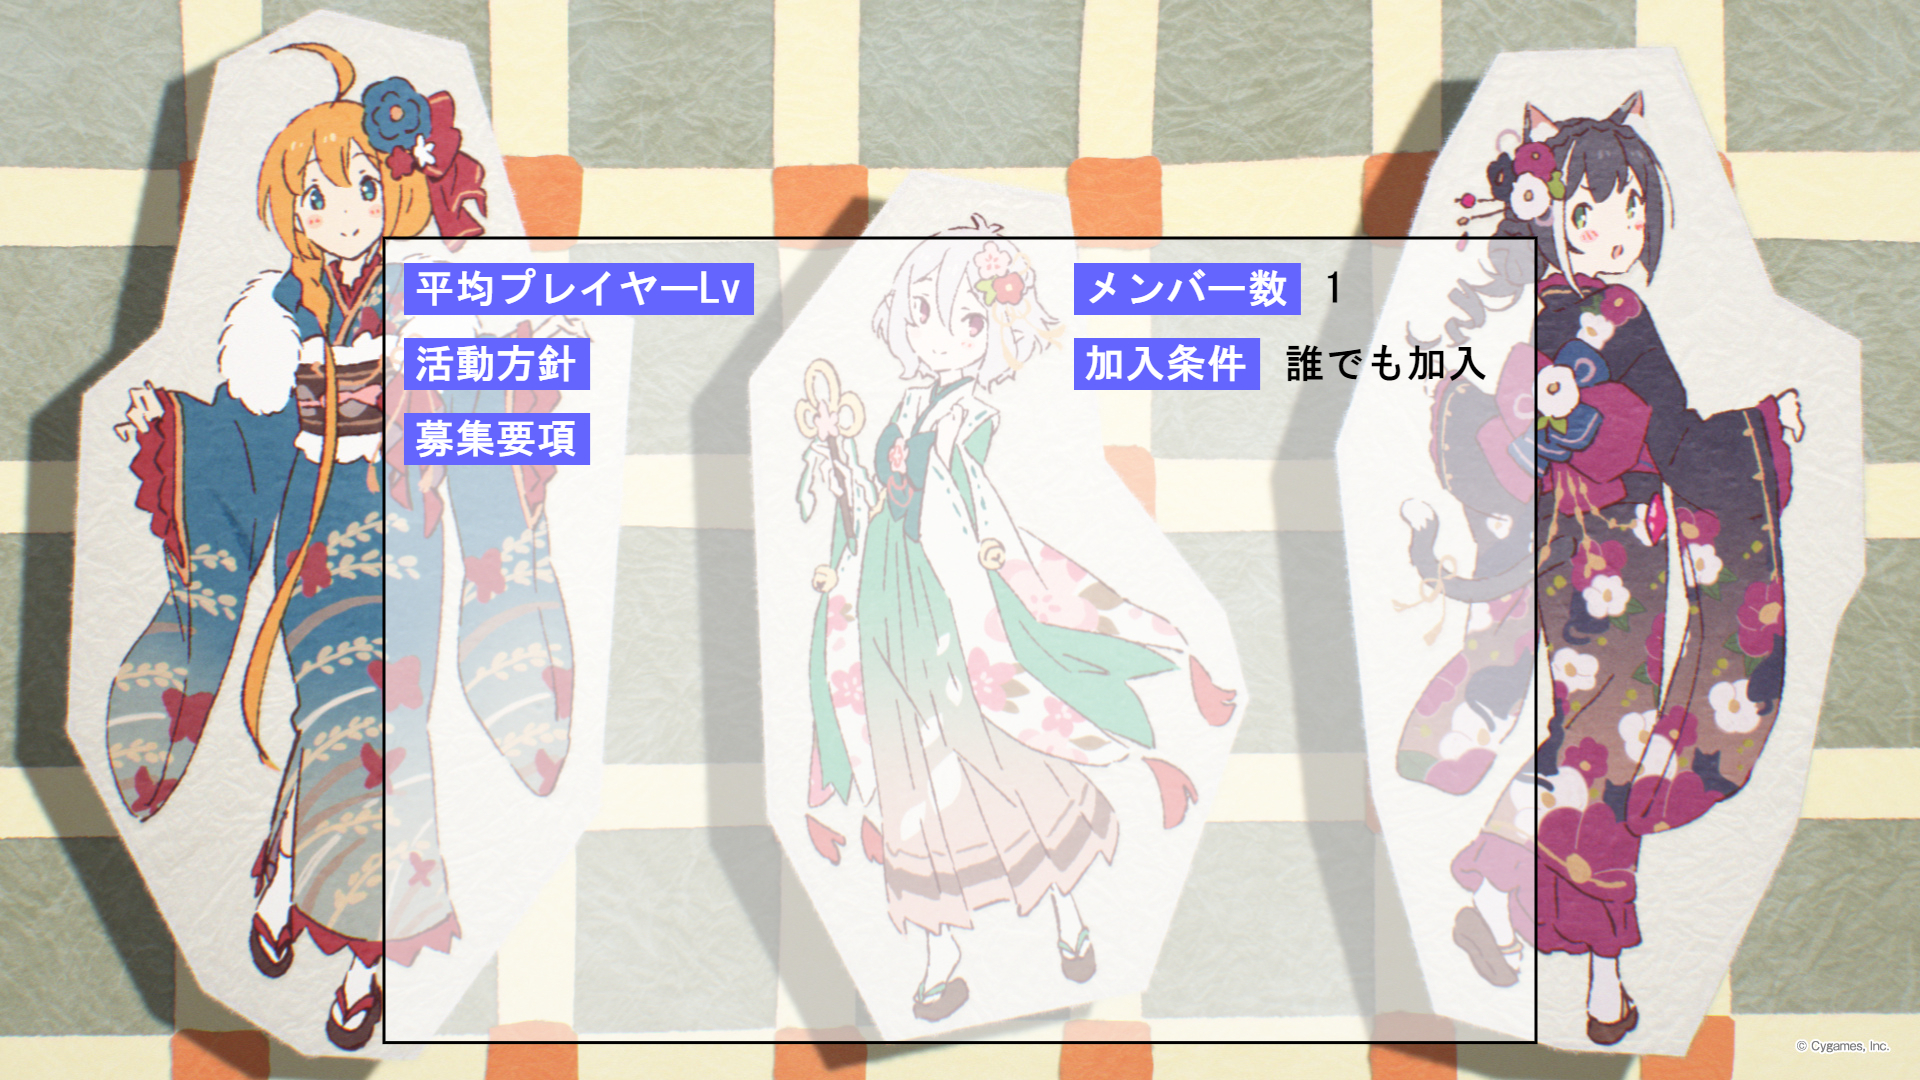 平均プレイヤーLv
メンバー数 1
活動方針
加入条件 誰でも加入
募集要項
© Cygames, Inc.